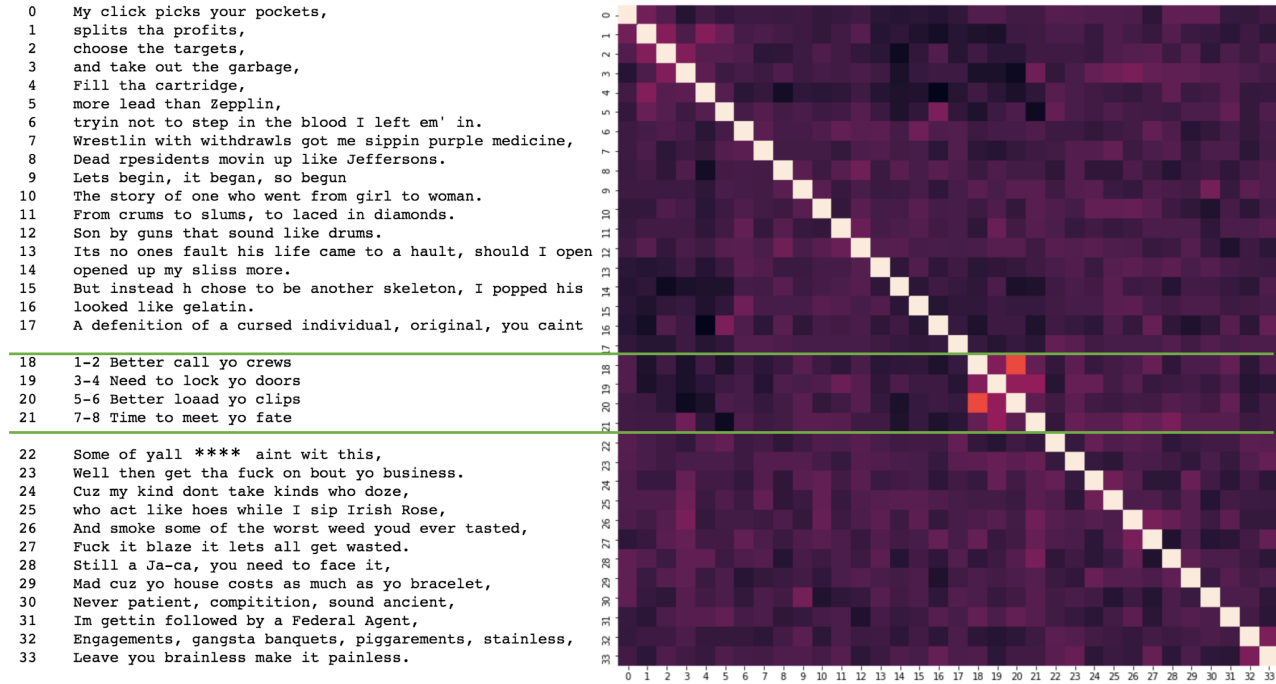 0 My click picks your pockets,
1 splits tha profits,
2 choose the targets,
3 and take out the garbage,
4 Fill tha cartridge,
5 more lead than Zepplin,
6 tryin not to step in the blood I left em' in.
7 Wrestlin with withdrawls got me sippin purple medicine,
8 Dead rpesidents movin up like Jeffersons.
9 Lets begin, it began, so begun
10 The story of one who went from girl to woman.
11 From crums to slums, to laced in diamonds.
12 Son by guns that sound like drums.
13 Its no ones fault his life came to a hault, should I open
14 opened up my sliss more.
15 But instead h chose to be another skeleton, I popped his
16 looked like gelatin.
17 A defenition of a cursed individual, original, you caint
18 1-2 Better call yo crews
19 3-4 Need to lock yo doors
20 5-6 Better loaad yo clips
21 7-8 Time to meet yo fate
22 Some of yall **** aint wit this,
23 Well then get tha fuck on bout yo business.
24 Cuz my kind dont take kinds who doze,
25 who act like hoes while I sip Irish Rose,
26 And smoke some of the worst weed youd ever tasted,
27 Fuck it blaze it lets all get wasted.
28 Still a Ja-ca, you need to face it,
29 Mad cuz yo house costs as much as yo bracelet,
30 Never patient, compitition, sound ancient,
31 Im gettin followed by a Federal Agent,
32 Engagements, gangsta banquets, piggarements, stainless,
33 Leave you brainless make it painless.
0 1 2 3 4 5 6 7 8 9 10 11 12 13 14 15 16 17 18 19 20 21 22 23 24 25 26 27 28 29 30 31 32 33
0 1 2 3 4 5 6 7 8 9 10 11 12 13 14 15 16 17 18 19 20 21 22 23 24 25 26 27 28 29 30 31 32 33